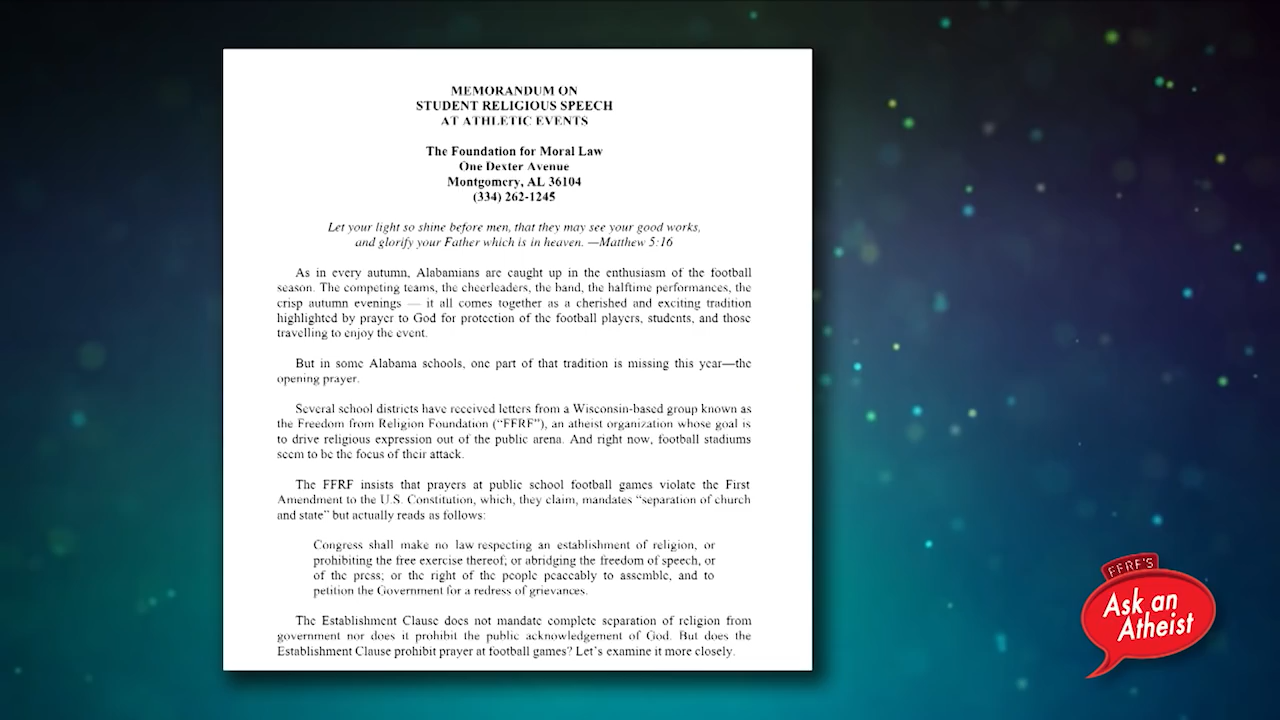 MEMORANDUM ON
STUDENT RELIGIOUS SPEECH
AT ATHLETIC EVENTS
The Foundation for Moral Law
One Dexter Avenue
Montgomery, AL 36104
(334) 262-1245
Let your light so shine before men, that they may see your good works,
and glorify your Father which is in heaven. —Matthew 5:16
As in every autumn, Alabamians are caught up in the enthusiasm of the football
season. The competing teams, the cheerleaders, the band, the halftime performances, the
crisp autumn evenings — it all comes together as a cherished and exciting tradition
highlighted by prayer to God for protection of the football players, students, and those
travelling to enjoy the event.
But in some Alabama schools, one part of that tradition is missing this year—the
opening prayer.
Several school districts have received letters from a Wisconsin-based group known as
the Freedom from Religion Foundation (“FFRF”), an atheist organization whose goal is
to drive religious expression out of the public arena. And right now, football stadiums
seem to be the focus of their attack.
The FFRF insists that prayers at public school football games violate the First
Amendment to the U.S. Constitution, which, they claim, mandates “separation of church
and state” but actually reads as follows:
Congress shall make no law respecting an establishment of religion, or
prohibiting the free exercise thereof; or abridging the freedom of speech, or
of the press; or the right of the people peaceably to assemble, and to
petition the Government for a redress of grievances.
The Establishment Clause does not mandate complete separation of religion from
government nor does it prohibit the public acknowledgement of God. But does the
Establishment Clause prohibit prayer at football games? Let’s examine it more closely.
FFRF'S
Ask an
Atheist